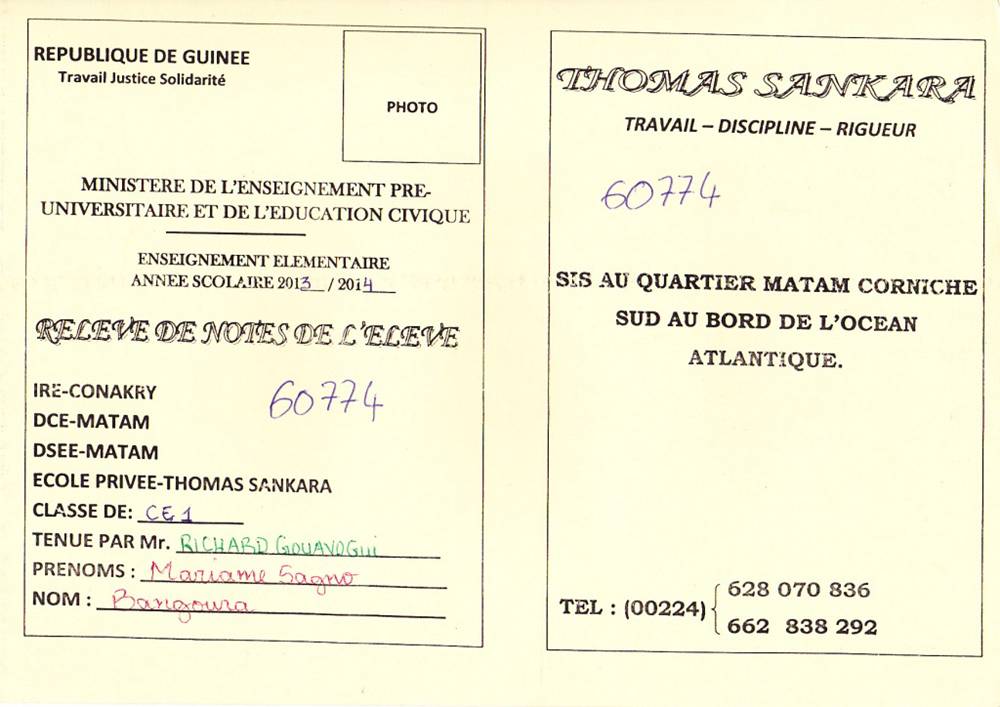 REPUBLIQUE DE GUINEE
Travail Justice Solidarité
PHOTO
MINISTERE DE L'ENSEIGNEMENT PRE-
UNIVERSITAIRE ET DE L'EDUCATION CIVIQUE
ENSEIGNEMENT ELEMENTAIRE
ANNEE SCOLAIRE 2013 / 2014
RELEVE DE NOTES DE L'ELEVE
60774
IRE-CONAKRY
DCE-MATAM
DSEE-MATAM
ECOLE PRIVEE-THOMAS SANKARA
CLASSE DE: CE1
TENUE PAR Mr. RICHARD GOUAVOGUI
PRENOMS : Mariame Sagno
NOM : Bangoura
THOMAS SANKARA
TRAVAIL – DISCIPLINE – RIGUEUR
60774
SIS AU QUARTIER MATAM CORNICHE
SUD AU BORD DE L'OCEAN
ATLANTIQUE.
TEL : (00224) 628 070 836
662 838 292